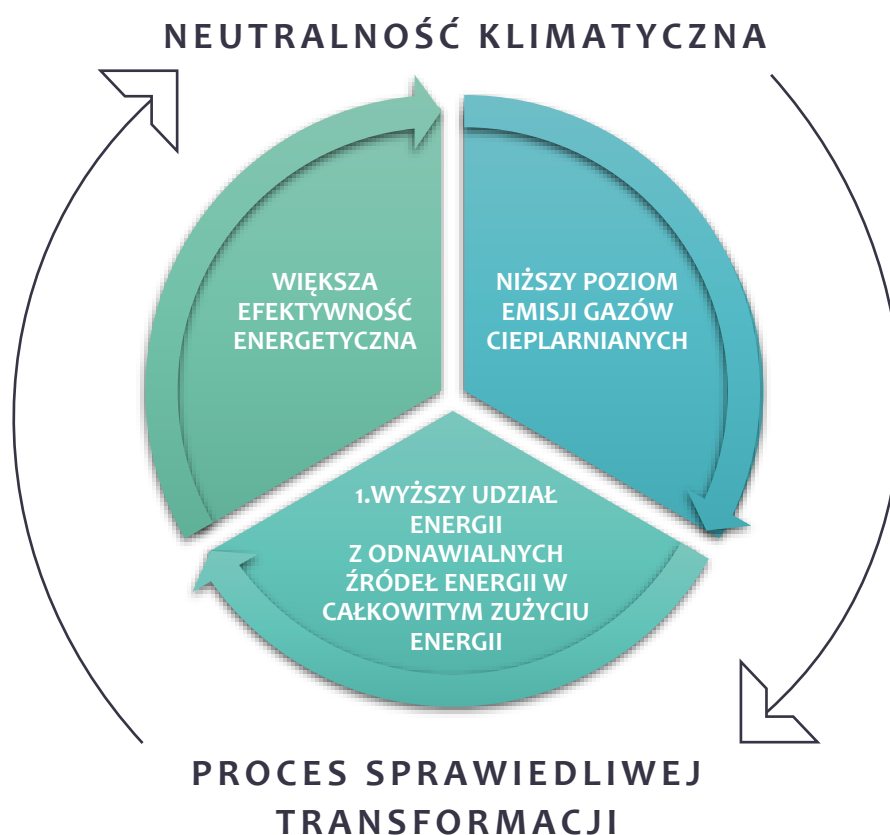 NEUTRALNOŚĆ KLIMATYCZNA
WIĘKSZA
EFEKTYWNOŚĆ
ENERGETYCZNA
NIŻSZY POZIOM
EMISJI GAZÓW
CIEPLARNIANYCH
1.WYŻSZY UDZIAŁ
ENERGII
Z ODNAWIALNYCH
ŹRÓDEŁ ENERGII W
CAŁKOWITYM ZUŻYCIU
ENERGII
PROCES SPRAWIEDLIWEJ
TRANSFORMACJI